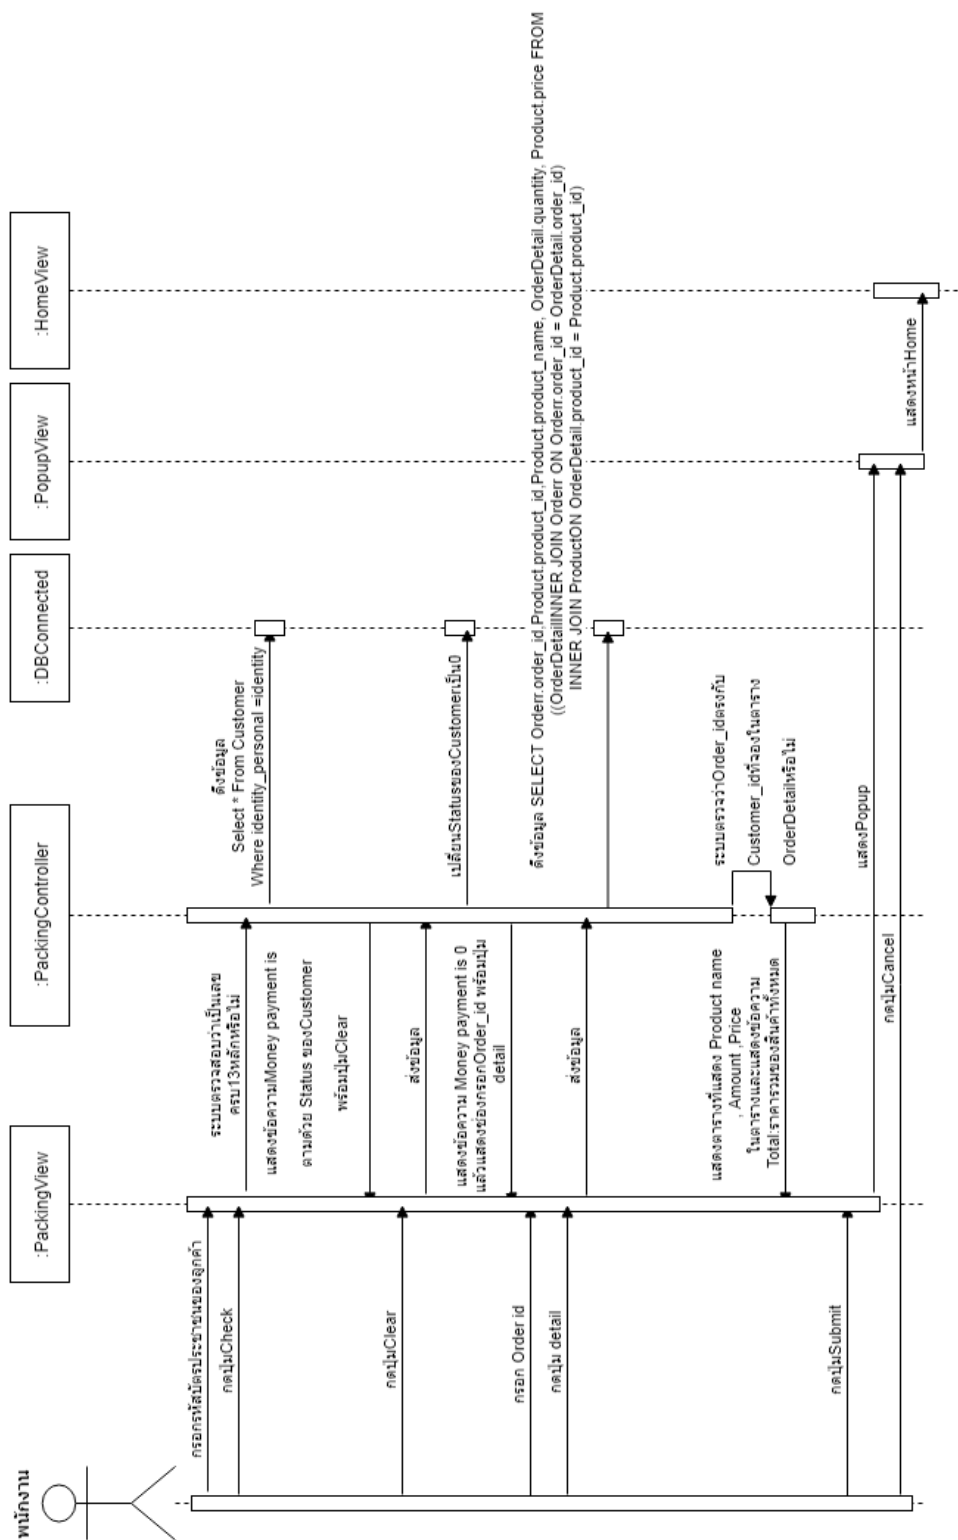 พนักงาน
:PackingView
:PackingController
:DBConnected
:PopupView
:HomeView
กรอกรหัสบัตรประชาชนของลูกค้า
กดปุ่มCheck
ระบบตรวจสอบว่าเป็นเลข
ครบ13หลักหรือไม่
ดึงข้อมูล
Select * From Customer
Where identity_personal =identity
แสดงข้อความMoney payment is
ตามด้วย Status ของCustomer
พร้อมปุ่มClear
กดปุ่มClear
ส่งข้อมูล
เปลี่ยนStatusของCustomerเป็น0
แสดงข้อความ Money payment is 0
แล้วแสดงช่องกรอกOrder_id พร้อมปุ่ม
detail
กรอก Order id
กดปุ่ม detail
ส่งข้อมูล
ดึงข้อมูล SELECT Orderr.order_id,Product.product_id,Product.product_name, OrderDetail.quantity, Product.price FROM
((OrderDetailINNER JOIN Orderr ON Orderr.order_id = OrderDetail.order_id)
INNER JOIN ProductON OrderDetail.product_id = Product.product_id)
ระบบตรวจว่าOrder_idตรงกับ
Customer_idที่จองในตาราง
OrderDetailหรือไม่
แสดงตารางที่แสดง Product name
, Amount ,Price
ในตารางและแสดงข้อความ
Total:ราคารวมของสินค้าทั้งหมด
กดปุ่มSubmit
แสดงPopup
กดปุ่มCancel
แสดงหน้าHome